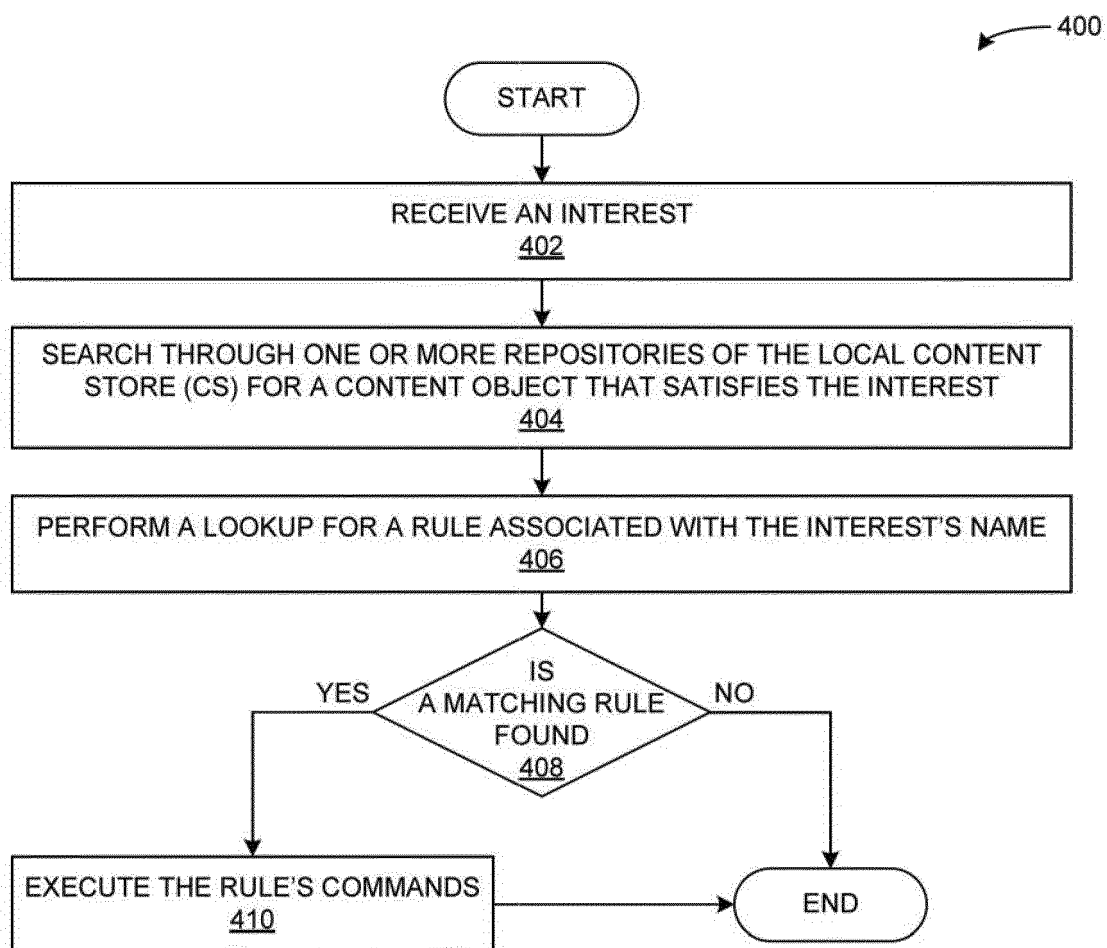 400
START
RECEIVE AN INTEREST
402
SEARCH THROUGH ONE OR MORE REPOSITORIES OF THE LOCAL CONTENT
STORE (CS) FOR A CONTENT OBJECT THAT SATISFIES THE INTEREST
404
PERFORM A LOOKUP FOR A RULE ASSOCIATED WITH THE INTEREST'S NAME
406
IS
A MATCHING RULE
FOUND
408
YES
NO
EXECUTE THE RULE'S COMMANDS
410
END